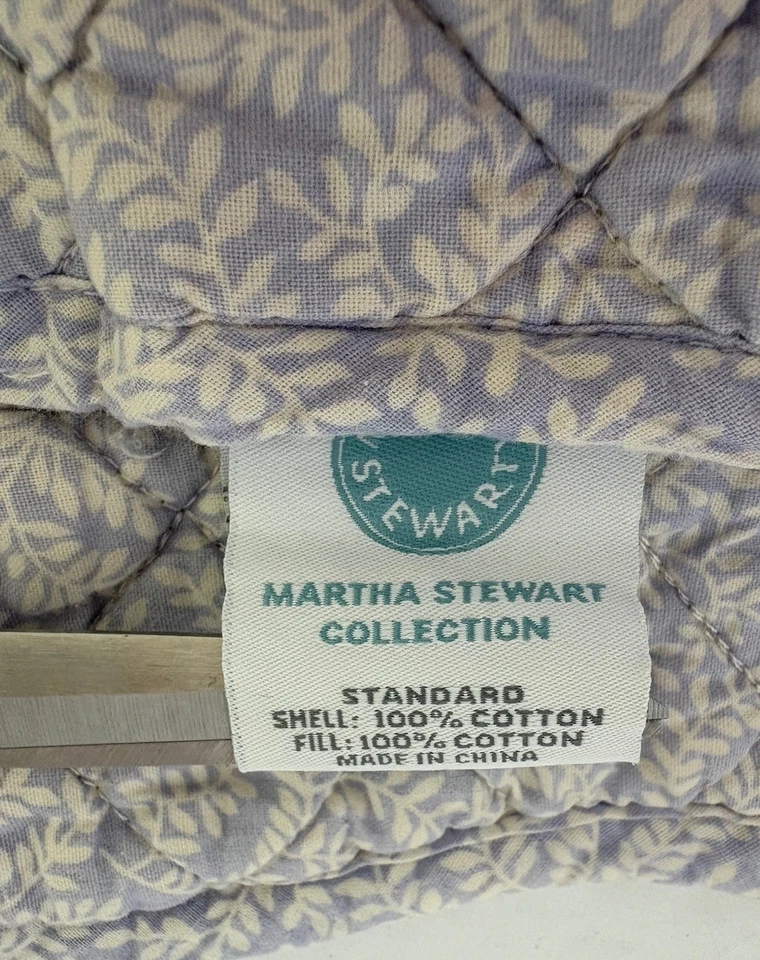 STEWART
MARTHA STEWART
COLLECTION
STANDARD
SHELL: 100% COTTON
FILL: 100% COTTON
MADE IN CHINA